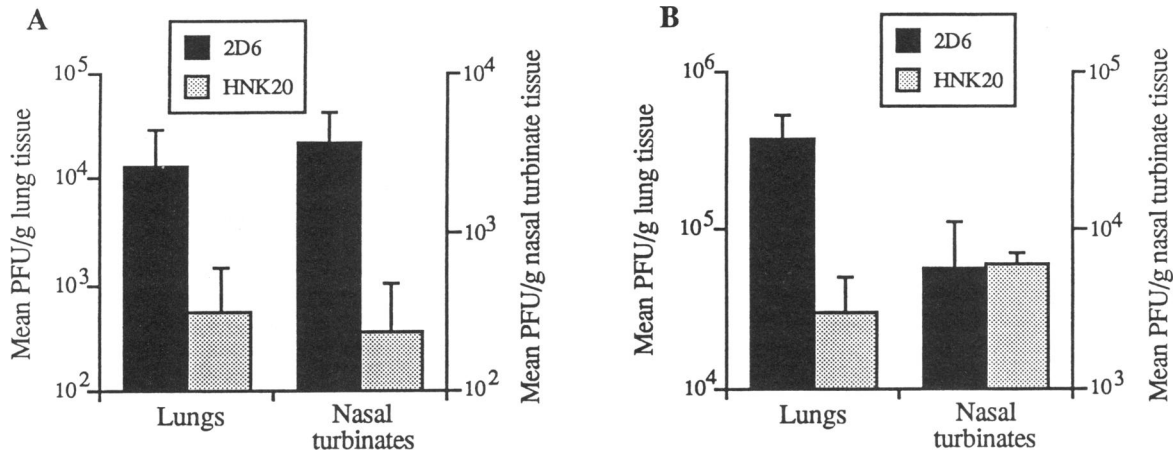 A
2D6
HNK20
Mean PFU/g lung tissue
10^5
10^4
10^3
10^2
Mean PFU/g nasal turbinate tissue
10^4
10^3
10^2
Lungs
Nasal
turbinates
B
2D6
HNK20
Mean PFU/g lung tissue
10^6
10^5
10^4
Mean PFU/g nasal turbinate tissue
10^5
10^4
10^3
Lungs
Nasal
turbinates